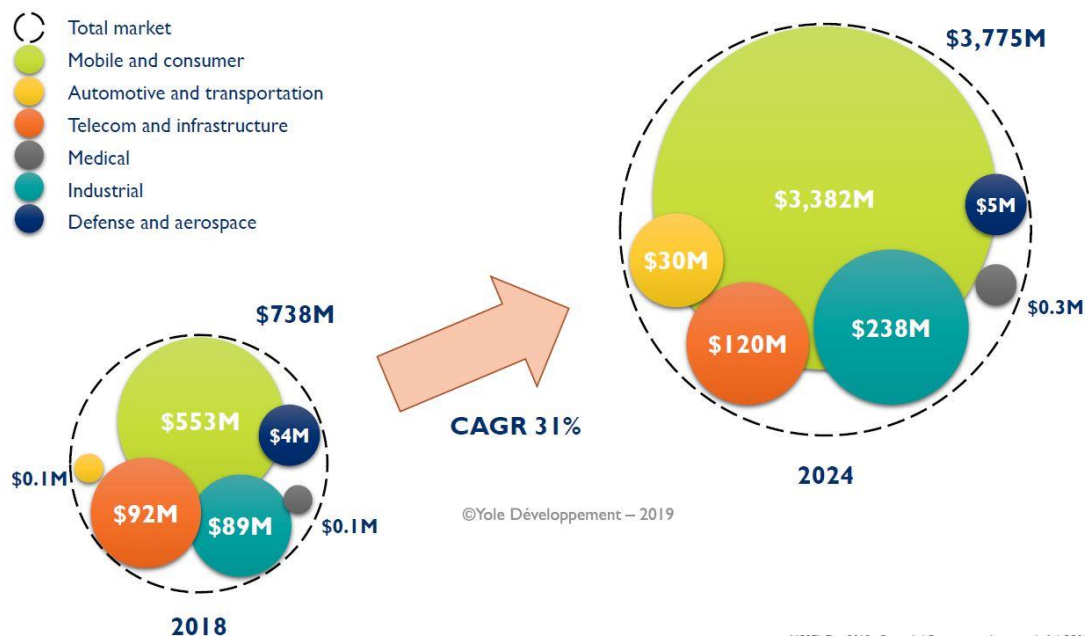 Total market
Mobile and consumer
Automotive and transportation
Telecom and infrastructure
Medical
Industrial
Defense and aerospace
$3,775M
$3,382M
$5M
$30M
$0.3M
$238M
$120M
2024
$738M
$553M
$4M
$0.1M
$92M
$89M
$0.1M
2018
CAGR 31%
©Yole Développement – 2019